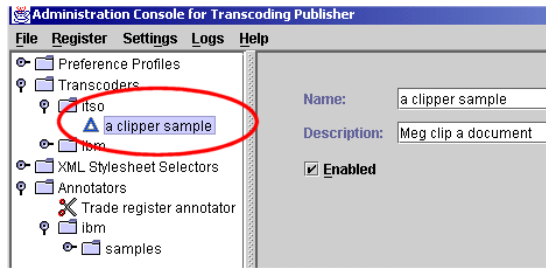 Administration Console for Transcoding Publisher
File Register Settings Logs Help
Preference Profiles
Transcoders
itso
a clipper sample
ibm
XML Stylesheet Selectors
Annotators
Trade register annotator
ibm
samples
Name: a clipper sample
Description: Meg clip a document
Enabled